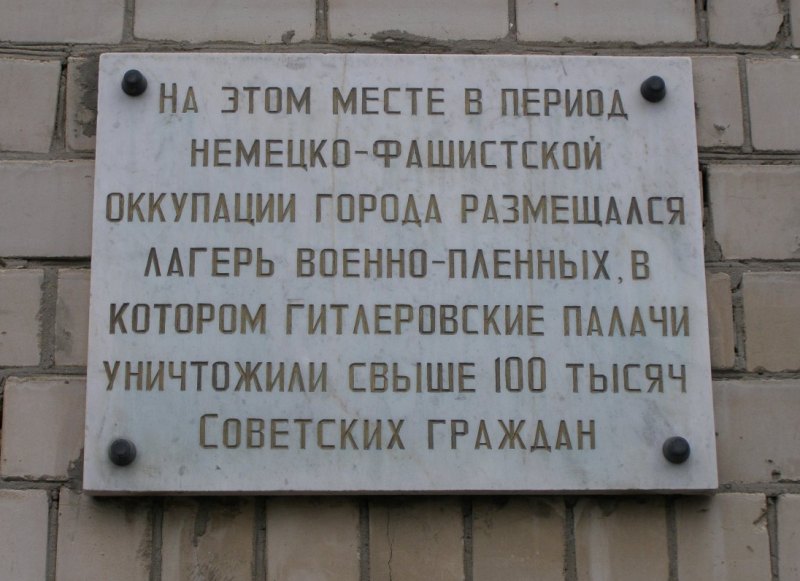 НА ЭТОМ МЕСТЕ В ПЕРИОД
НЕМЕЦКО-ФАШИСТСКОЙ
ОККУПАЦИИ ГОРОДА РАЗМЕЩАЛСЯ
ЛАГЕРЬ ВОЕННО-ПЛЕННЫХ, В
КОТОРОМ ГИТЛЕРОВСКИЕ ПАЛАЧИ
УНИЧТОЖИЛИ СВЫШЕ 100 ТЫСЯЧ
СОВЕТСКИХ ГРАЖДАН